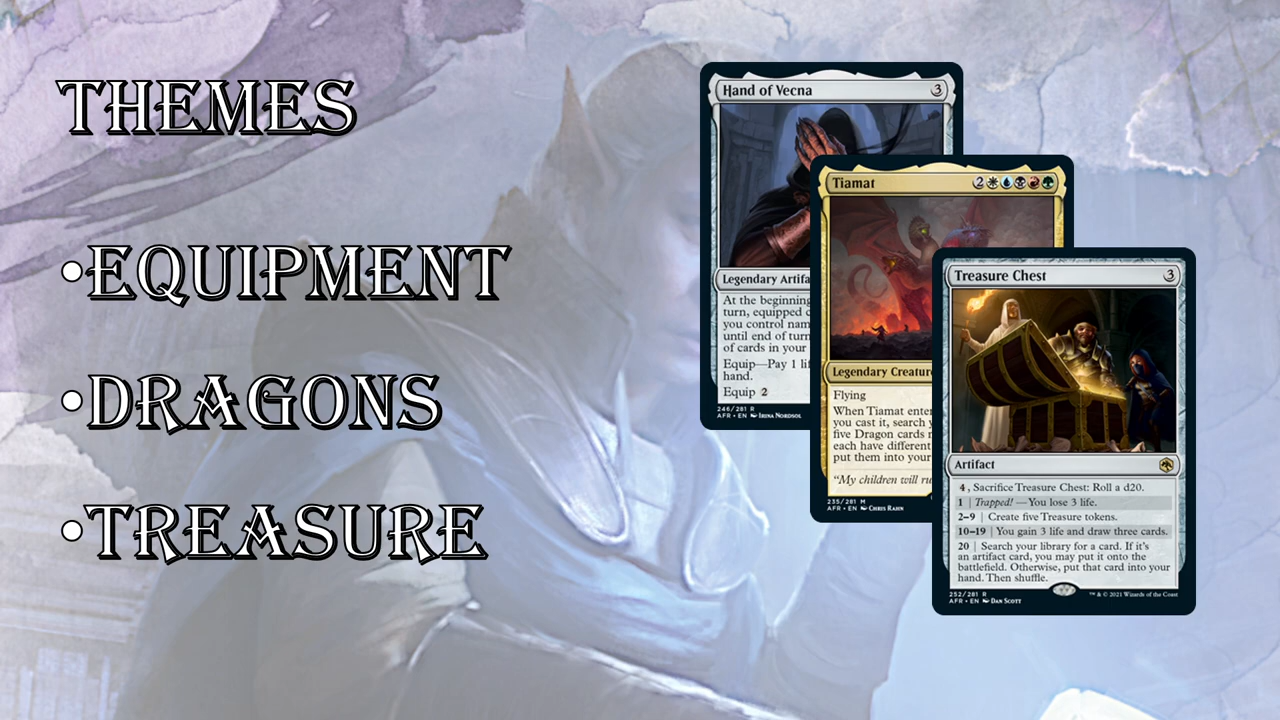 THEMES
•EQUIPMENT
•DRAGONS
•TREASURE
Hand of Vecna 3
Legendary Artifa
At the beginning
turn, equipped c
you control nam
until end of turn
of cards in your
Equip—Pay 1 lif
hand.
Equip 2
246/281 R
AFR • EN IRINA NORDSOL
Tiamat 2
Legendary Creature
Flying
When Tiamat enter
you cast it, search y
five Dragon cards n
each have different
put them into your
“My children will ru
235/281 M
AFR • EN CHRIS RAHN
Treasure Chest 3
Artifact
4, Sacrifice Treasure Chest: Roll a d20.
1 | Trapped! — You lose 3 life.
2–9 | Create five Treasure tokens.
10–19 | You gain 3 life and draw three cards.
20 | Search your library for a card. If it's
an artifact card, you may put it onto the
battlefield. Otherwise, put that card into your
hand. Then shuffle.
252/281 R
AFR • EN DAN SCOTT
™ & © 2021 Wizards of the Coast